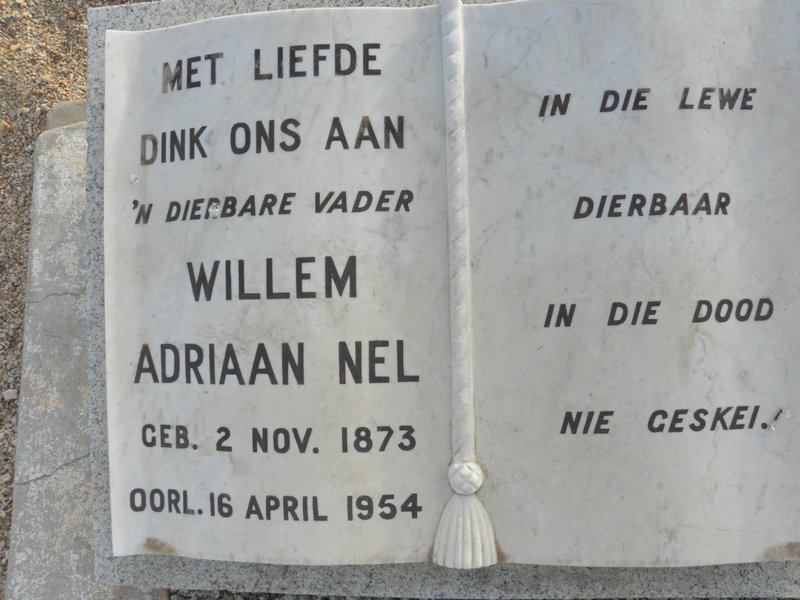 MET LIEFDE
DINK ONS AAN
'N DIERBARE VADER
WILLEM
ADRIAAN NEL
GEB. 2 NOV. 1873
OORL. 16 APRIL 1954
IN DIE LEWE
DIERBAAR
IN DIE DOOD
NIE GESKEI.